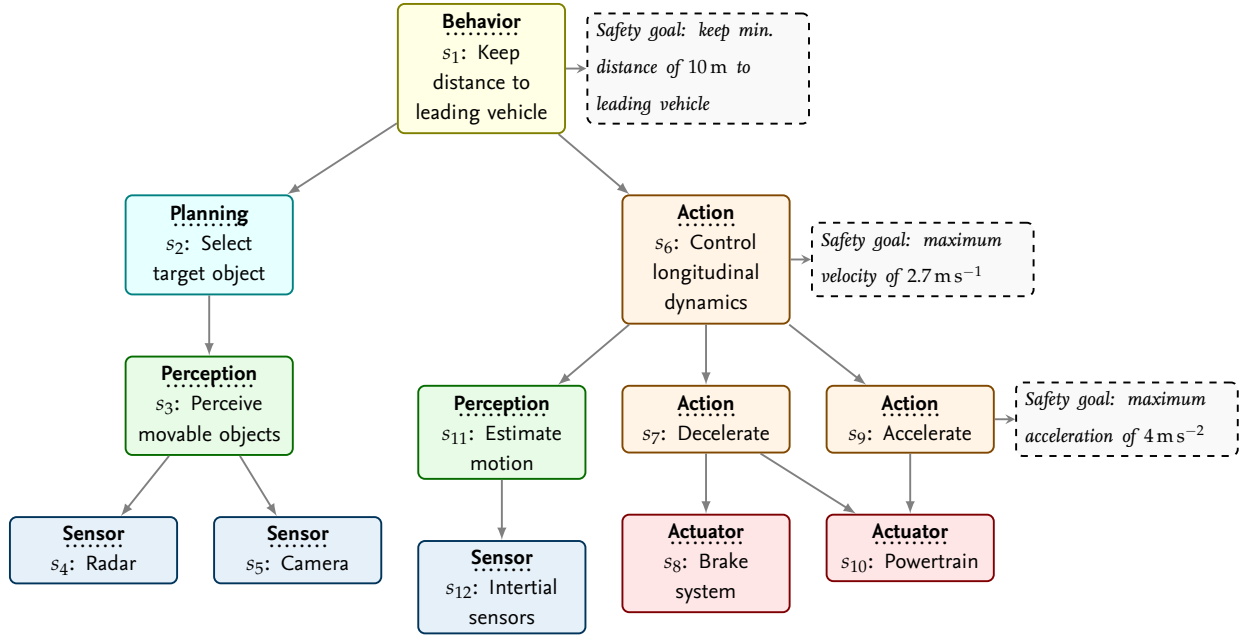 Behavior
s1: Keep
distance to
leading vehicle
Safety goal: keep min.
distance of 10 m to
leading vehicle
Planning
s2: Select
target object
Action
s6: Control
longitudinal
dynamics
Safety goal: maximum
velocity of 2.7 m s⁻¹
Perception
s3: Perceive
movable objects
Perception
s11: Estimate
motion
Action
s7: Decelerate
Action
s9: Accelerate
Safety goal: maximum
acceleration of 4 m s⁻²
Sensor
s4: Radar
Sensor
s5: Camera
Sensor
s12: Intertial
sensors
Actuator
s8: Brake
system
Actuator
s10: Powertrain